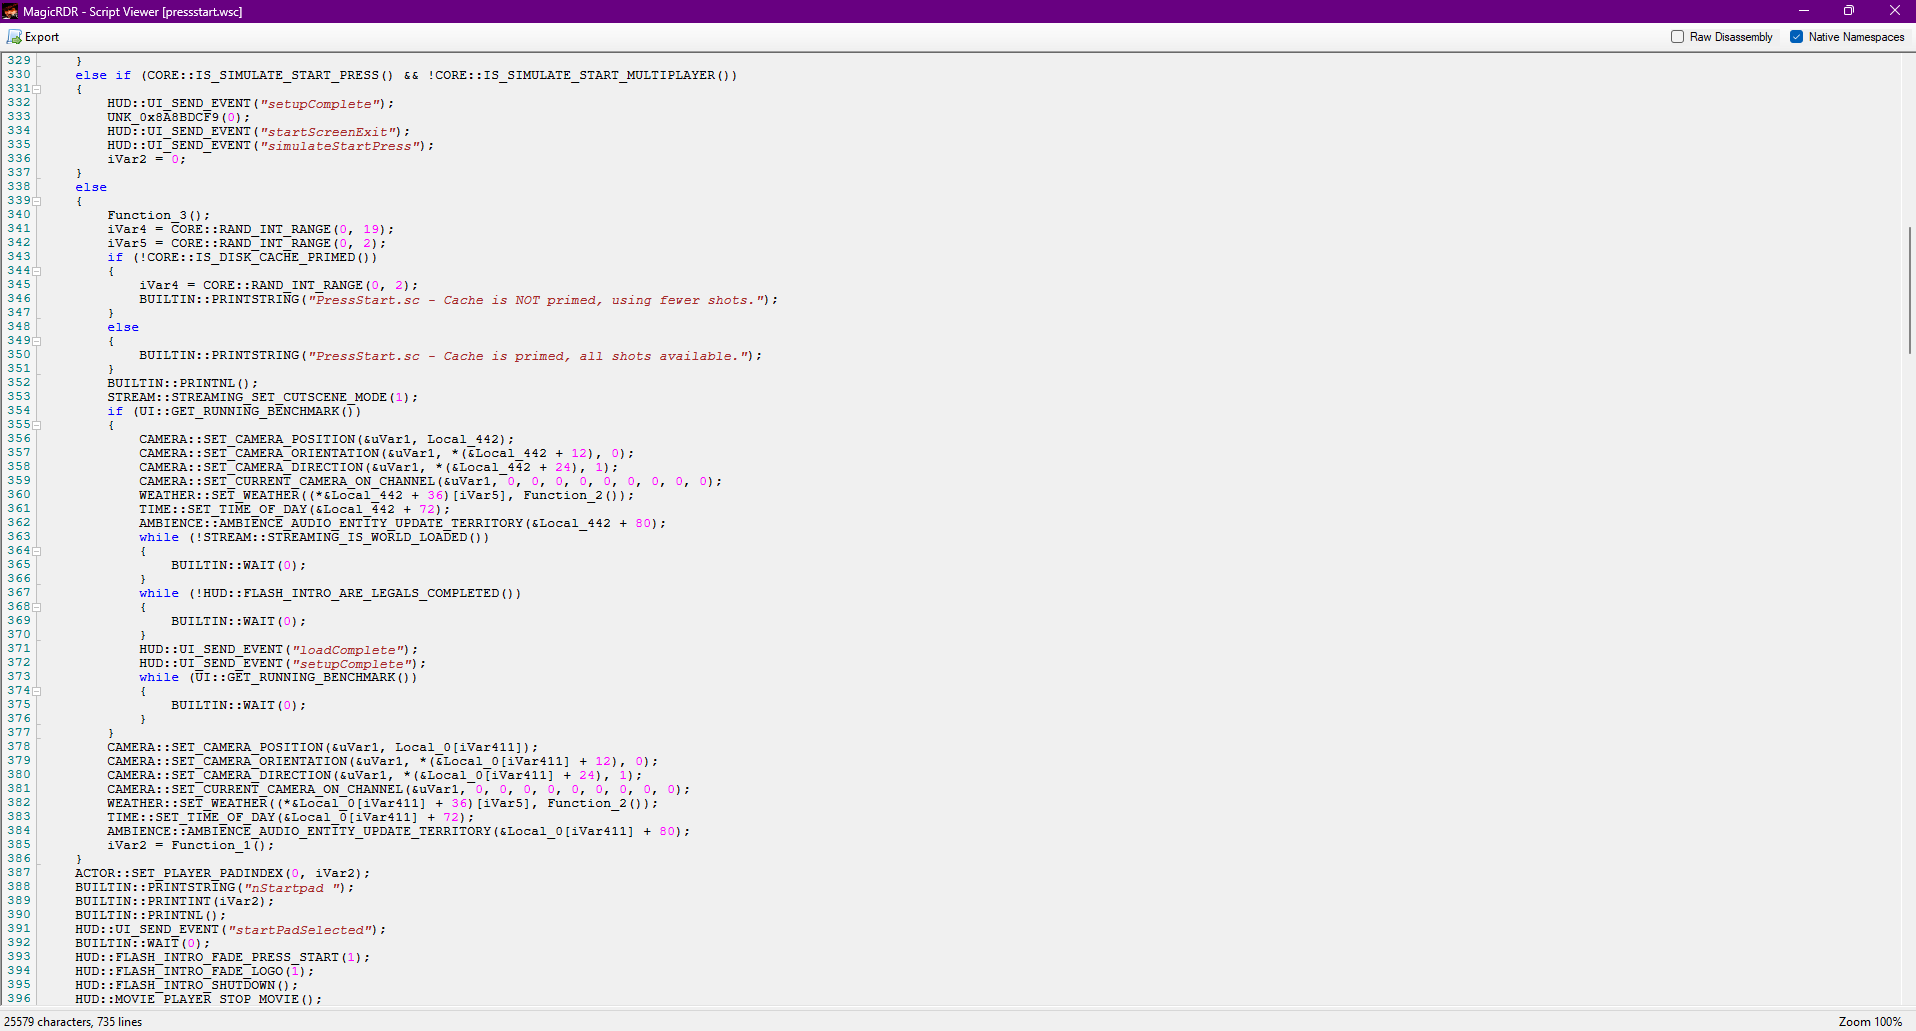 MagicRDR - Script Viewer [pressstart.wsc]
Export
Raw Disassembly
Native Namespaces
329 }
330 else if (CORE::IS_SIMULATE_START_PRESS() && !CORE::IS_SIMULATE_START_MULTIPLAYER())
331 {
332 HUD::UI_SEND_EVENT("setupComplete");
333 UNK_0x8A8BDCF9(0);
334 HUD::UI_SEND_EVENT("startScreenExit");
335 HUD::UI_SEND_EVENT("simulateStartPress");
336 iVar2 = 0;
337 }
338 else
339 {
340 Function_3();
341 iVar4 = CORE::RAND_INT_RANGE(0, 19);
342 iVar5 = CORE::RAND_INT_RANGE(0, 2);
343 if (!CORE::IS_DISK_CACHE_PRIMED())
344 {
345 iVar4 = CORE::RAND_INT_RANGE(0, 2);
346 BUILTIN::PRINTSTRING("PressStart.sc - Cache is NOT primed, using fewer shots.");
347 }
348 else
349 {
350 BUILTIN::PRINTSTRING("PressStart.sc - Cache is primed, all shots available.");
351 }
352 BUILTIN::PRINTNL();
353 STREAM::STREAMING_SET_CUTSCENE_MODE(1);
354 if (UI::GET_RUNNING_BENCHMARK())
355 {
356 CAMERA::SET_CAMERA_POSITION(&uVar1, Local_442);
357 CAMERA::SET_CAMERA_ORIENTATION(&uVar1, *(&Local_442 + 12), 0);
358 CAMERA::SET_CAMERA_DIRECTION(&uVar1, *(&Local_442 + 24), 1);
359 CAMERA::SET_CURRENT_CAMERA_ON_CHANNEL(&uVar1, 0, 0, 0, 0, 0, 0, 0, 0, 0);
360 WEATHER::SET_WEATHER((*&Local_442 + 36)[iVar5], Function_2());
361 TIME::SET_TIME_OF_DAY(&Local_442 + 72);
362 AMBIENCE::AMBIENCE_AUDIO_ENTITY_UPDATE_TERRITORY(&Local_442 + 80);
363 while (!STREAM::STREAMING_IS_WORLD_LOADED())
364 {
365 BUILTIN::WAIT(0);
366 }
367 while (!HUD::FLASH_INTRO_ARE_LEGALS_COMPLETED())
368 {
369 BUILTIN::WAIT(0);
370 }
371 HUD::UI_SEND_EVENT("loadComplete");
372 HUD::UI_SEND_EVENT("setupComplete");
373 while (UI::GET_RUNNING_BENCHMARK())
374 {
375 BUILTIN::WAIT(0);
376 }
377 }
378 CAMERA::SET_CAMERA_POSITION(&uVar1, Local_0[iVar411]);
379 CAMERA::SET_CAMERA_ORIENTATION(&uVar1, *(&Local_0[iVar411] + 12), 0);
380 CAMERA::SET_CAMERA_DIRECTION(&uVar1, *(&Local_0[iVar411] + 24), 1);
381 CAMERA::SET_CURRENT_CAMERA_ON_CHANNEL(&uVar1, 0, 0, 0, 0, 0, 0, 0, 0, 0);
382 WEATHER::SET_WEATHER((*&Local_0[iVar411] + 36)[iVar5], Function_2());
383 TIME::SET_TIME_OF_DAY(&Local_0[iVar411] + 72);
384 AMBIENCE::AMBIENCE_AUDIO_ENTITY_UPDATE_TERRITORY(&Local_0[iVar411] + 80);
385 iVar2 = Function_1();
386 }
387 ACTOR::SET_PLAYER_PADINDEX(0, iVar2);
388 BUILTIN::PRINTSTRING("nStartpad ");
389 BUILTIN::PRINTINT(iVar2);
390 BUILTIN::PRINTNL();
391 HUD::UI_SEND_EVENT("startPadSelected");
392 BUILTIN::WAIT(0);
393 HUD::FLASH_INTRO_FADE_PRESS_START(1);
394 HUD::FLASH_INTRO_FADE_LOGO(1);
395 HUD::FLASH_INTRO_SHUTDOWN();
396 HUD::MOVIE_PLAYER_STOP_MOVIE();
25579 characters, 735 lines
Zoom 100%